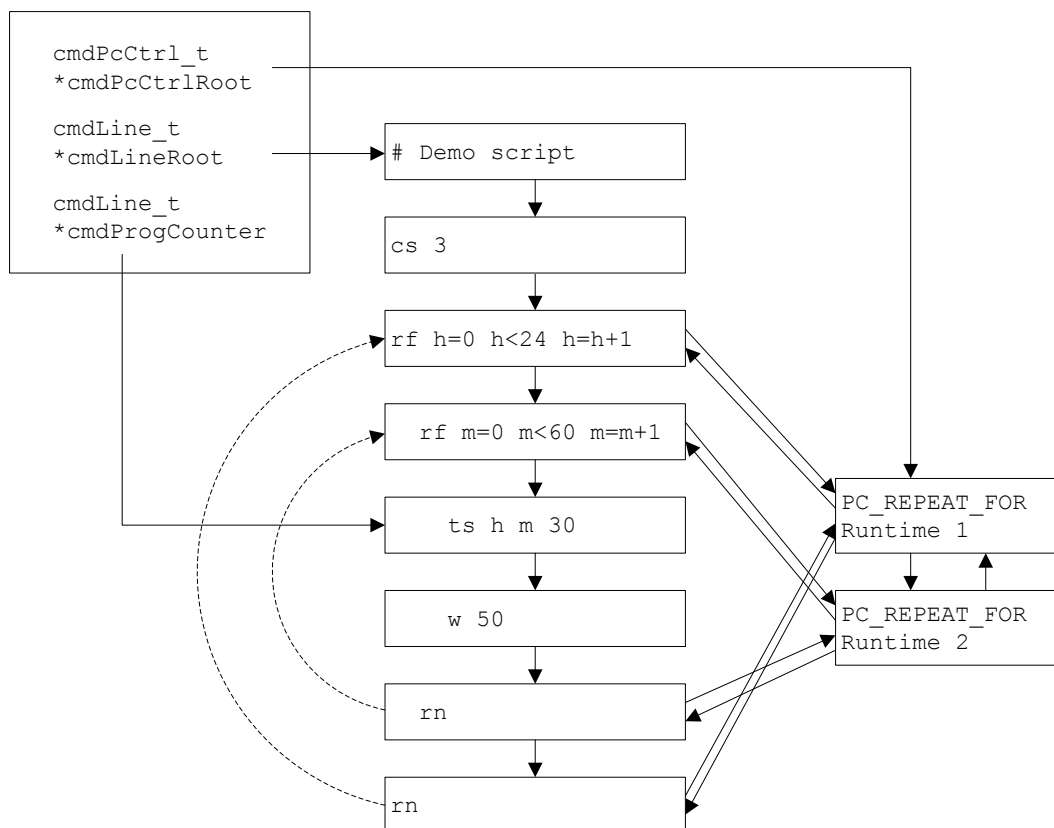 cmdPcCtrl_t
*cmdPcCtrlRoot
cmdLine_t
*cmdLineRoot
cmdLine_t
*cmdProgCounter
# Demo script
cs 3
rf h=0 h<24 h=h+1
rf m=0 m<60 m=m+1
ts h m 30
w 50
rn
rn
PC_REPEAT_FOR
Runtime 1
PC_REPEAT_FOR
Runtime 2